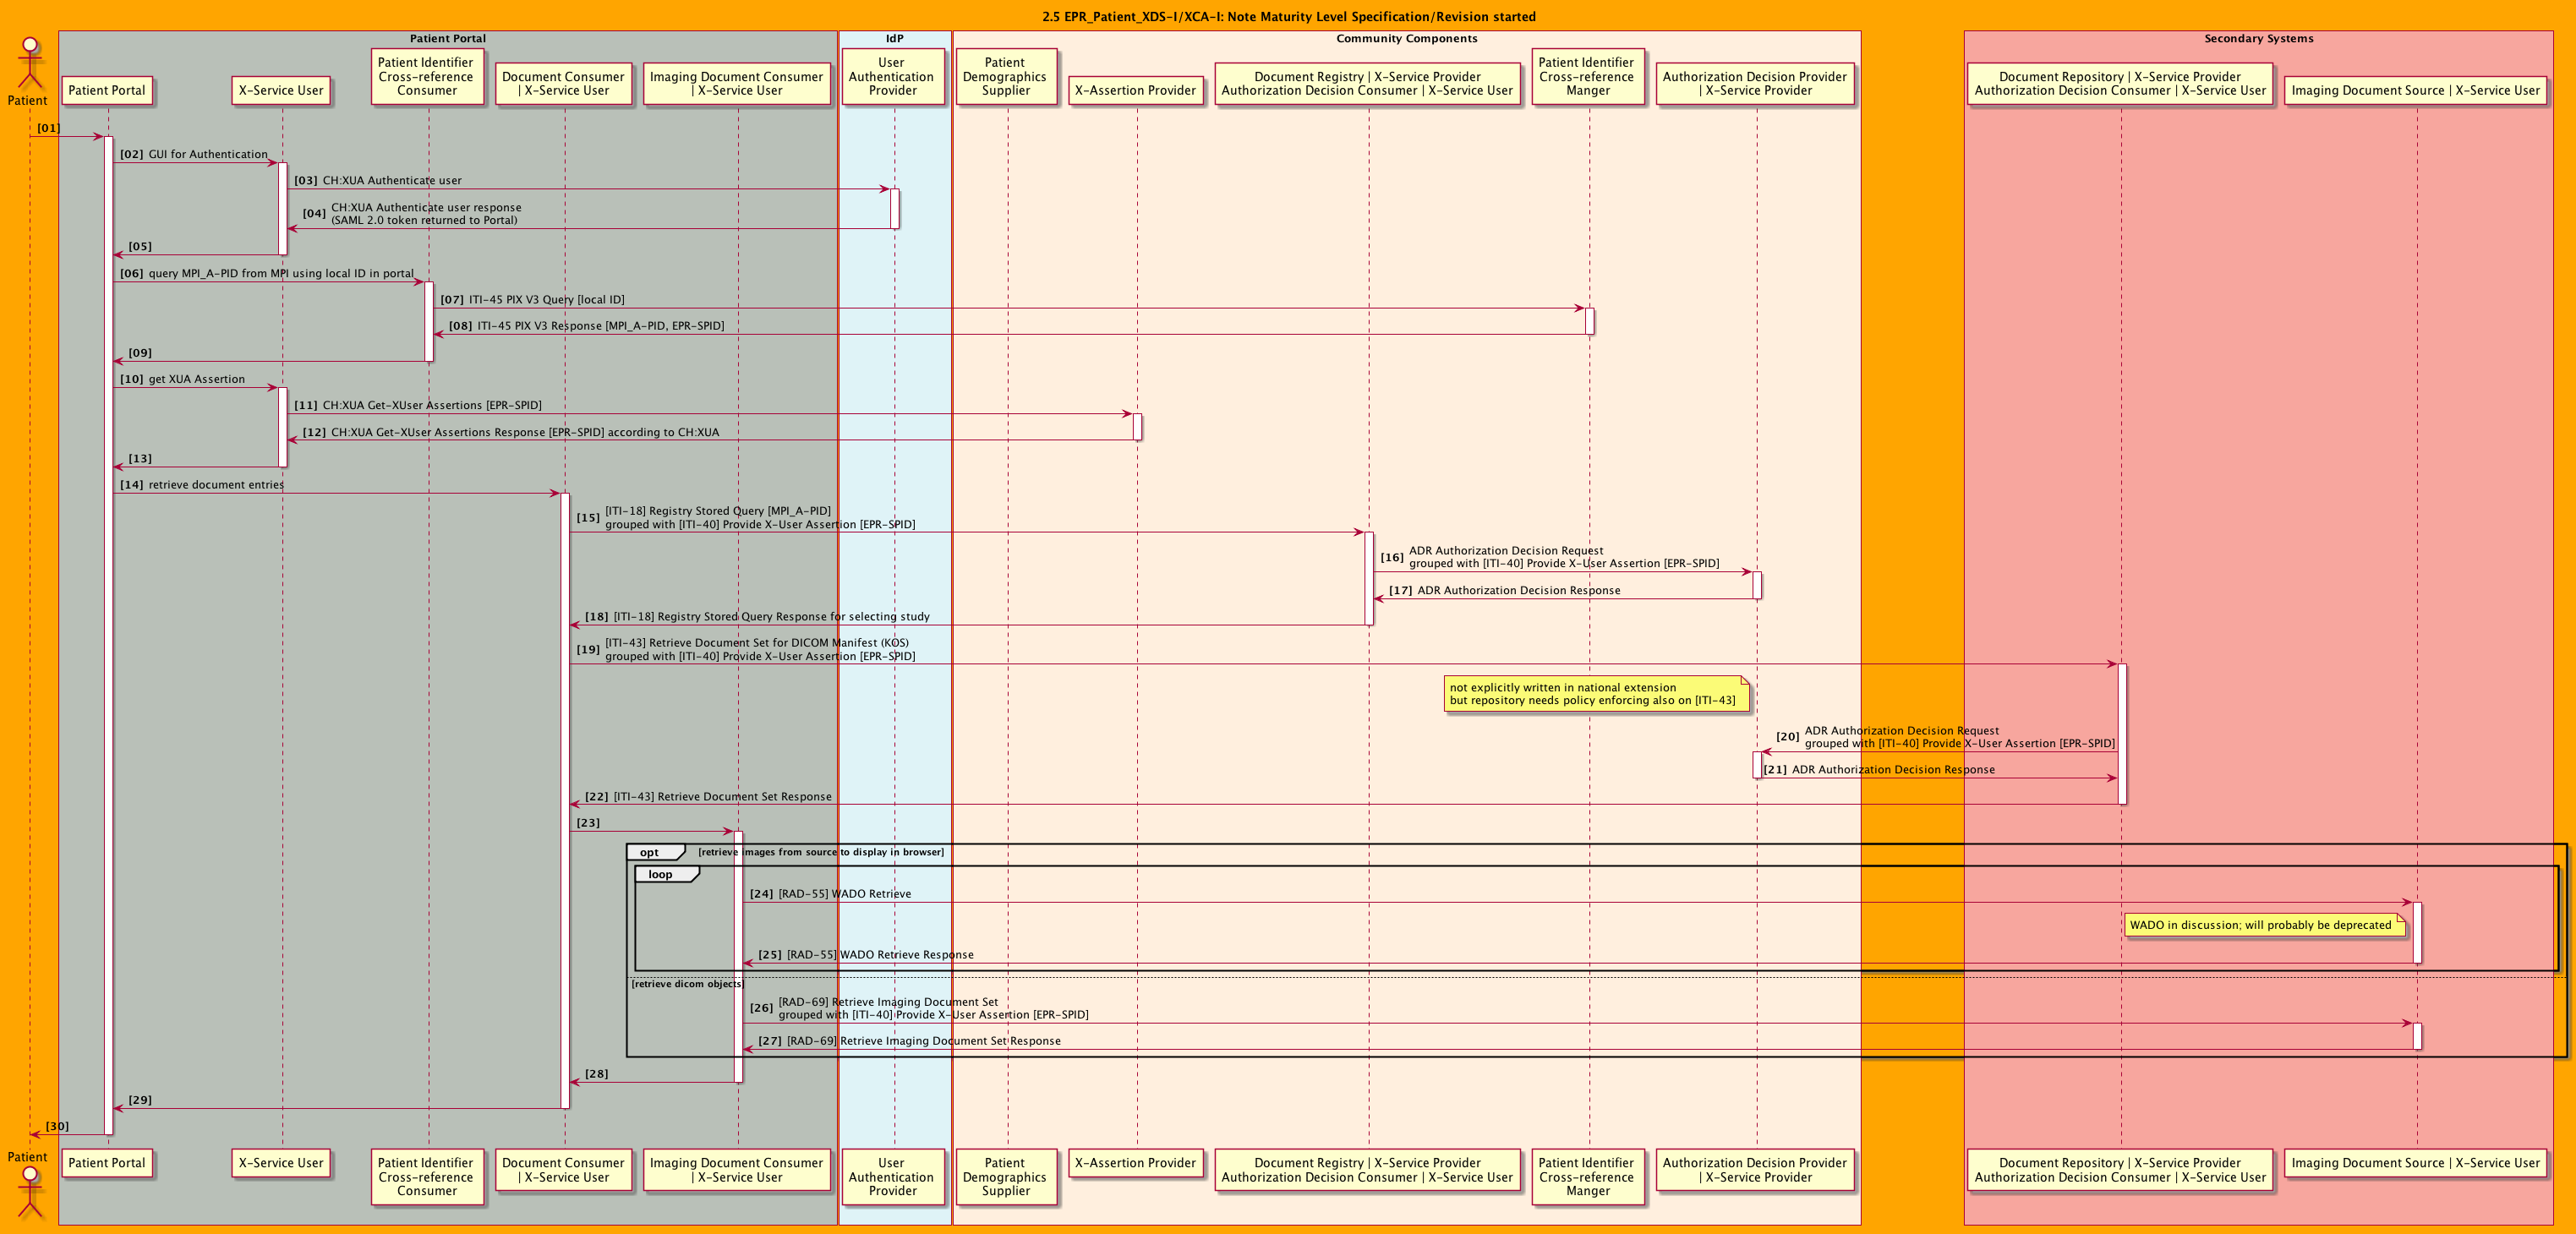 2.5 EPR_Patient_XDS-I/XCA-I: Note Maturity Level Specification/Revision started
Patient Portal
IdP
Community Components
Secondary Systems
Patient
Patient Portal
X-Service User
Patient Identifier
Cross-reference
Consumer
Document Consumer
| X-Service User
Imaging Document Consumer
| X-Service User
User
Authentication
Provider
Patient
Demographics
Supplier
X-Assertion Provider
Document Registry | X-Service Provider
Authorization Decision Consumer | X-Service User
Patient Identifier
Cross-reference
Manger
Authorization Decision Provider
| X-Service Provider
Document Repository | X-Service Provider
Authorization Decision Consumer | X-Service User
Imaging Document Source | X-Service User
[01]
[02] GUI for Authentication
[03] CH:XUA Authenticate user
[04] CH:XUA Authenticate user response
(SAML 2.0 token returned to Portal)
[05]
[06] query MPI_A-PID from MPI using local ID in portal
[07] ITI-45 PIX V3 Query [local ID]
[08] ITI-45 PIX V3 Response [MPI_A-PID, EPR-SPID]
[09]
[10] get XUA Assertion
[11] CH:XUA Get-XUser Assertions [EPR-SPID]
[12] CH:XUA Get-XUser Assertions Response [EPR-SPID] according to CH:XUA
[13]
[14] retrieve document entries
[15] [ITI-18] Registry Stored Query [MPI_A-PID]
grouped with [ITI-40] Provide X-User Assertion [EPR-SPID]
[16] ADR Authorization Decision Request
grouped with [ITI-40] Provide X-User Assertion [EPR-SPID]
[17] ADR Authorization Decision Response
[18] [ITI-18] Registry Stored Query Response for selecting study
[19] [ITI-43] Retrieve Document Set for DICOM Manifest (KOS)
grouped with [ITI-40] Provide X-User Assertion [EPR-SPID]
not explicitly written in national extension
but repository needs policy enforcing also on [ITI-43]
[20] ADR Authorization Decision Request
grouped with [ITI-40] Provide X-User Assertion [EPR-SPID]
[21] ADR Authorization Decision Response
[22] [ITI-43] Retrieve Document Set Response
[23]
opt [retrieve images from source to display in browser]
loop
[24] [RAD-55] WADO Retrieve
WADO in discussion; will probably be deprecated
[25] [RAD-55] WADO Retrieve Response
[retrieve dicom objects]
[26] [RAD-69] Retrieve Imaging Document Set
grouped with [ITI-40] Provide X-User Assertion [EPR-SPID]
[27] [RAD-69] Retrieve Imaging Document Set Response
[28]
[29]
[30]
Patient
Patient Portal
X-Service User
Patient Identifier
Cross-reference
Consumer
Document Consumer
| X-Service User
Imaging Document Consumer
| X-Service User
User
Authentication
Provider
Patient
Demographics
Supplier
X-Assertion Provider
Document Registry | X-Service Provider
Authorization Decision Consumer | X-Service User
Patient Identifier
Cross-reference
Manger
Authorization Decision Provider
| X-Service Provider
Document Repository | X-Service Provider
Authorization Decision Consumer | X-Service User
Imaging Document Source | X-Service User